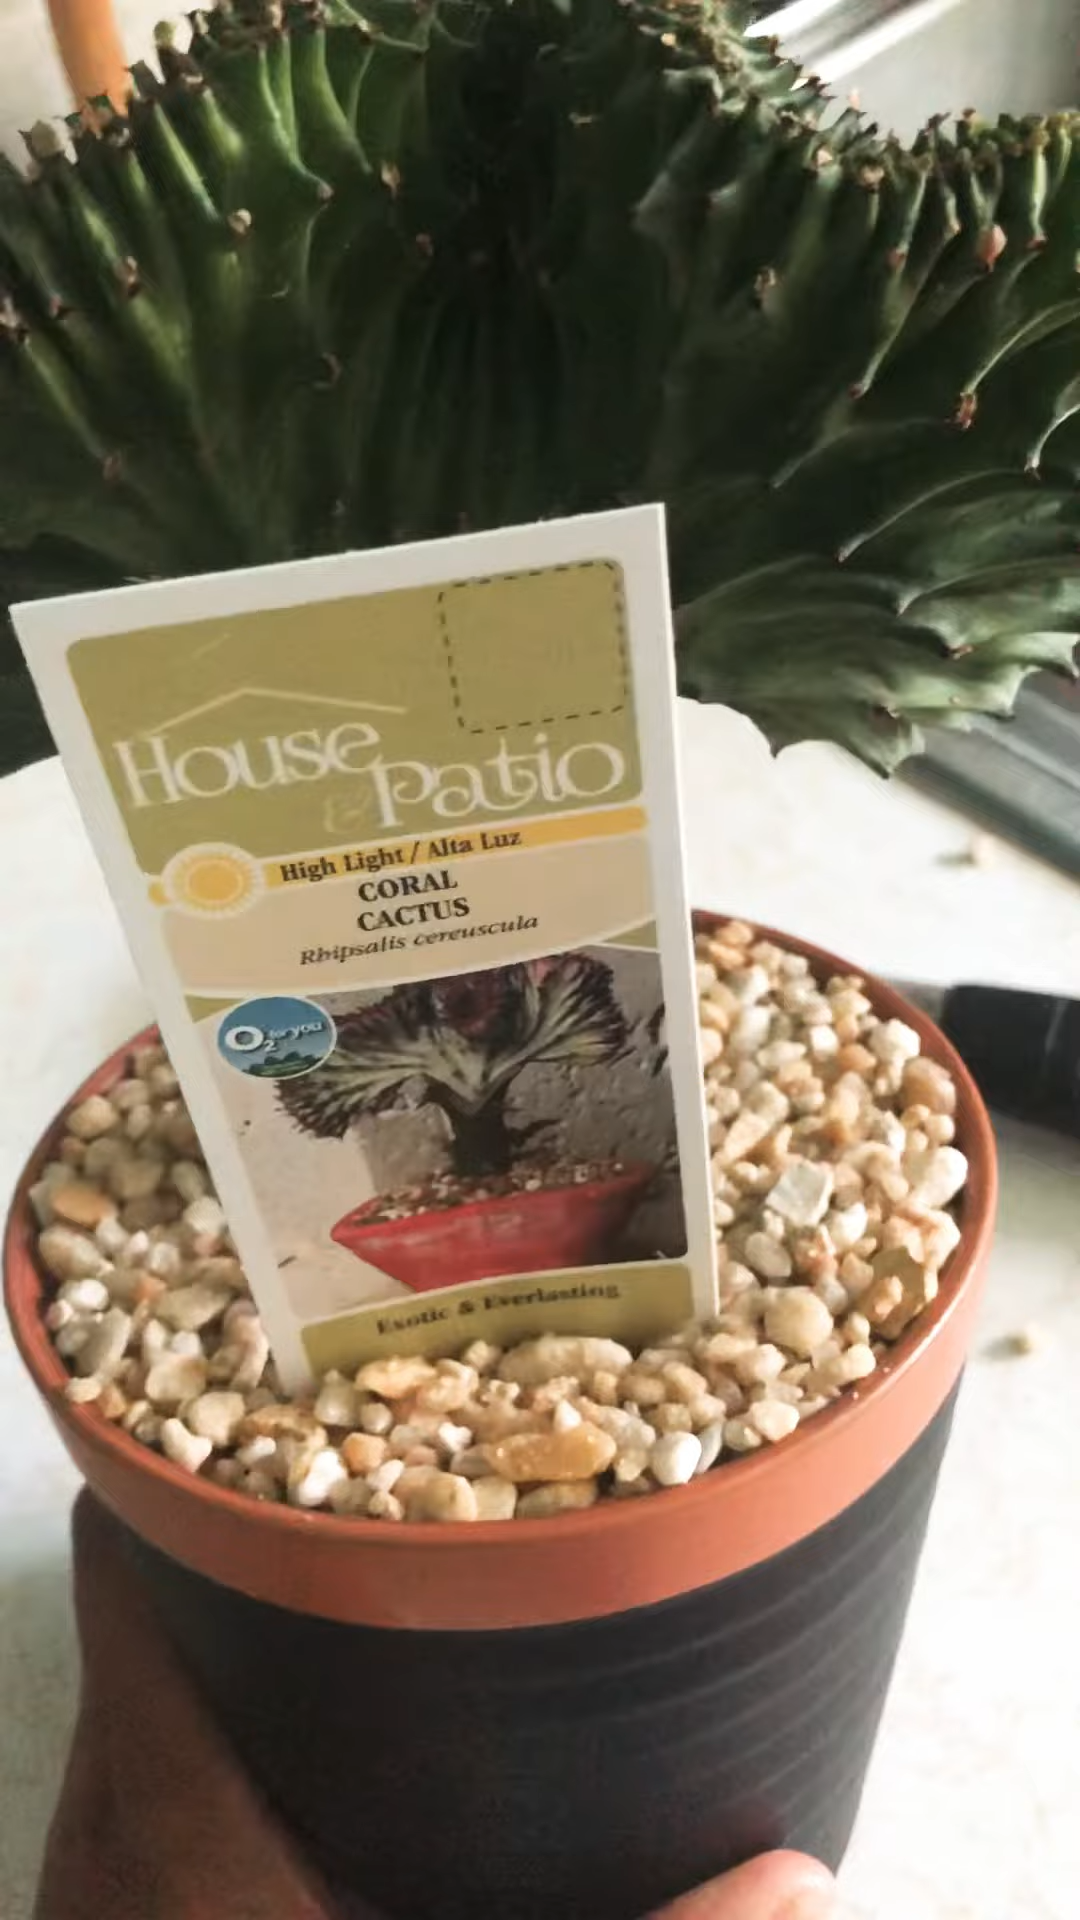 House
& Patio
High Light / Alta Luz
CORAL
CACTUS
Rhipsalis cereuscula
O2 for you
Exotic & Everlasting